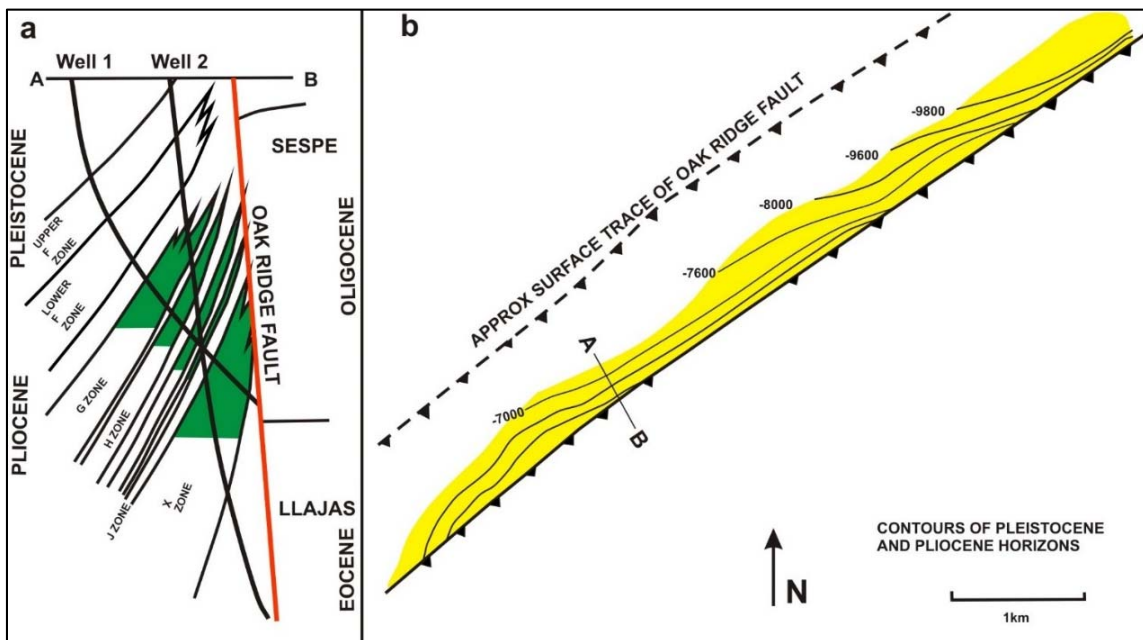 a
Well 1
Well 2
A
B
SESPE
PLEISTOCENE
UPPER
F
ZONE
LOWER
F
ZONE
OLIGOCENE
OAK RIDGE FAULT
PLIOCENE
G ZONE
H ZONE
J ZONE
X
ZONE
LLAJAS
EOCENE
b
APPROX SURFACE TRACE OF OAK RIDGE FAULT
-9800
-9600
-8000
-7600
A
-7000
B
N
CONTOURS OF PLEISTOCENE
AND PLIOCENE HORIZONS
1km